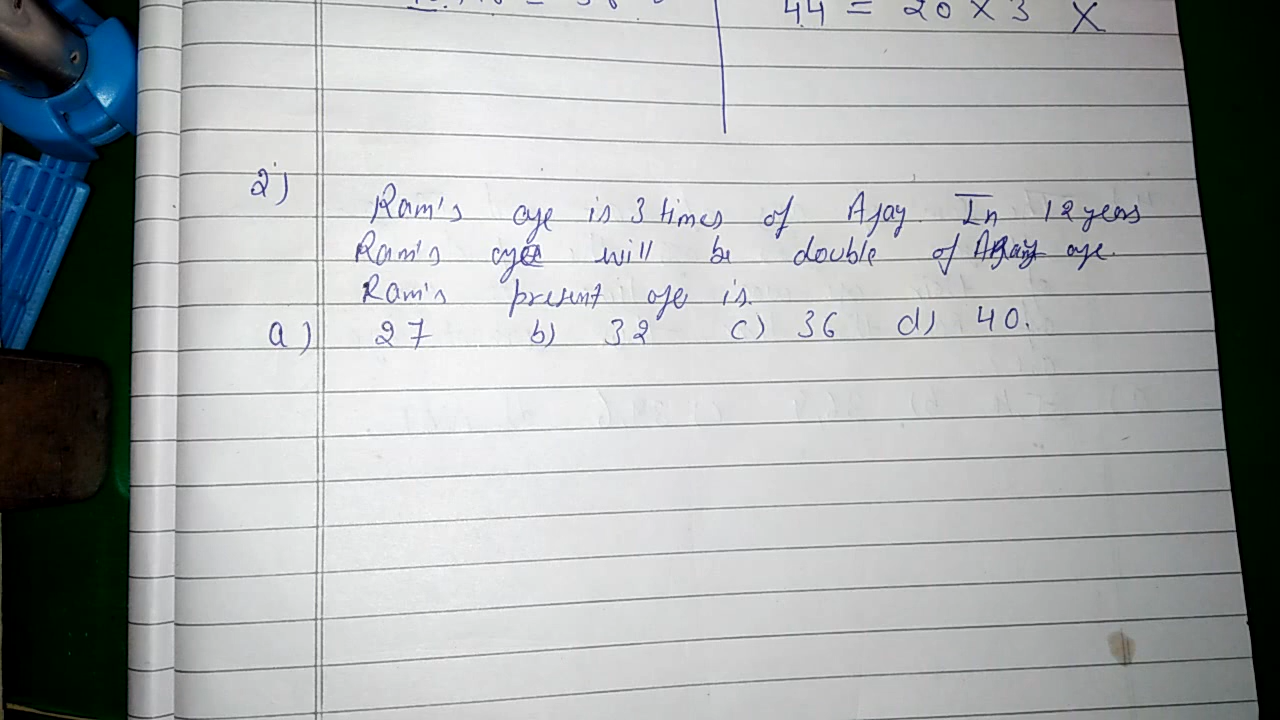 44 = 20 x 3 X
2)
Ram's age is 3 times of Ajay. In 12 years
Ram's age will be double of Ajay age.
Ram's present age is.
a) 27 b) 32 c) 36 d) 40.